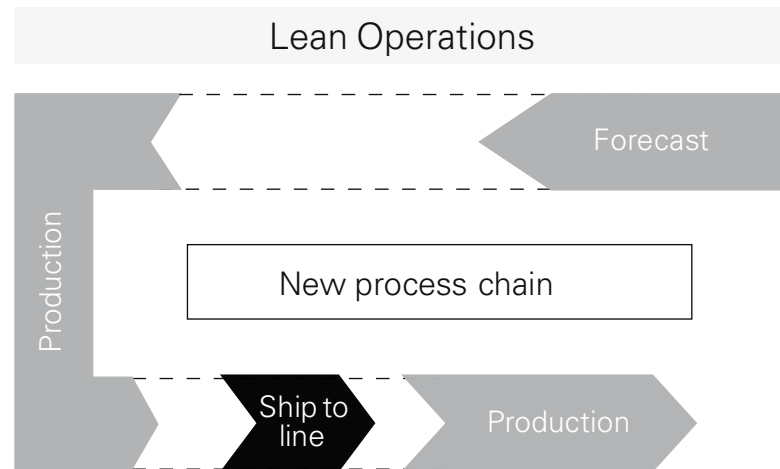 Lean Operations
Forecast
Production
New process chain
Ship to
line
Production